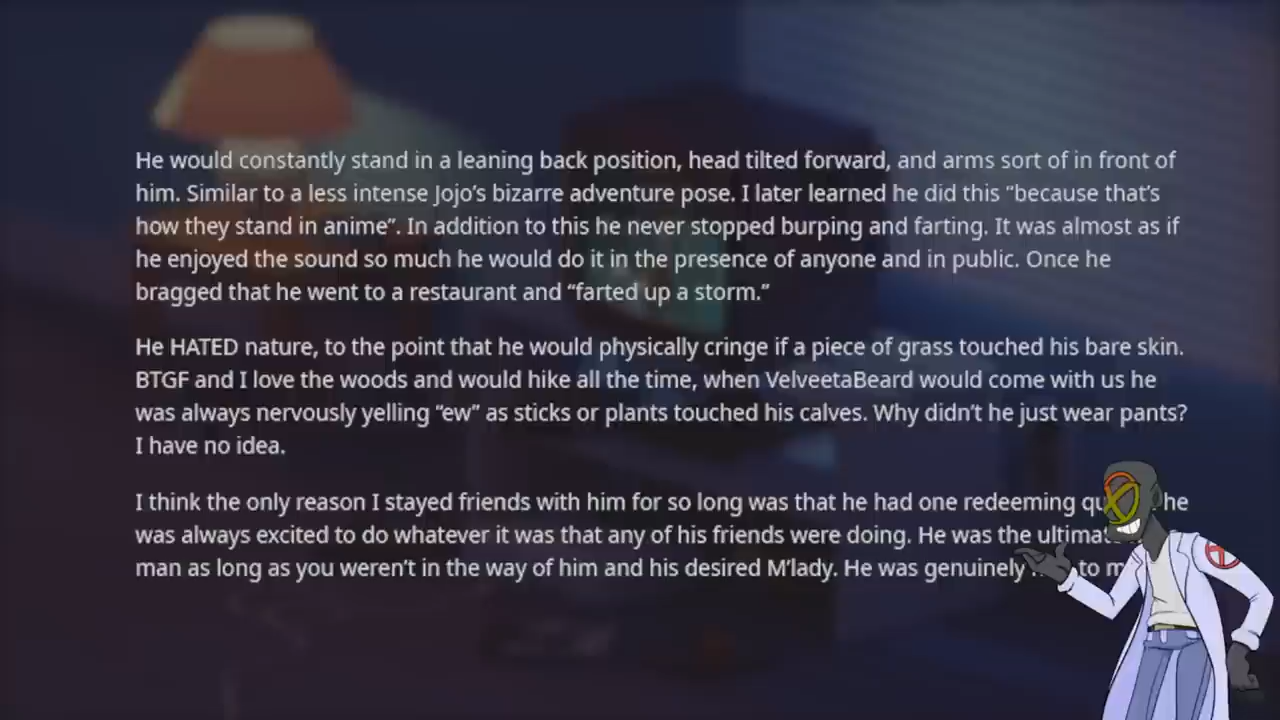 He would constantly stand in a leaning back position, head tilted forward, and arms sort of in front of
him. Similar to a less intense Jojo’s bizarre adventure pose. I later learned he did this “because that’s
how they stand in anime”. In addition to this he never stopped burping and farting. It was almost as if
he enjoyed the sound so much he would do it in the presence of anyone and in public. Once he
bragged that he went to a restaurant and “farted up a storm.”
He HATED nature, to the point that he would physically cringe if a piece of grass touched his bare skin.
BTGF and I love the woods and would hike all the time, when VelveetaBeard would come with us he
was always nervously yelling “ew” as sticks or plants touched his calves. Why didn’t he just wear pants?
I have no idea.
I think the only reason I stayed friends with him for so long was that he had one redeeming he
was always excited to do whatever it was that any of his friends were doing. He was the
man as long as you weren’t in the way of him and his desired M’lady. He was genuinely to